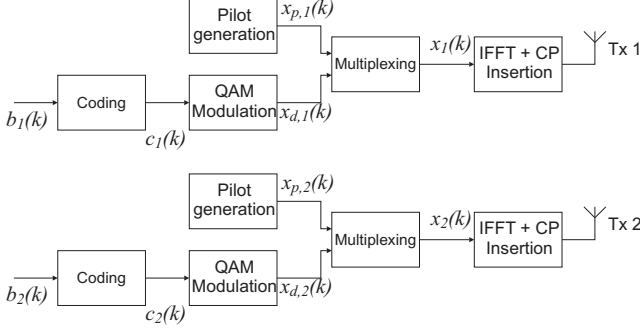 Pilot
generation
x_{p,1}(k)
Multiplexing
x_1(k)
IFFT + CP
Insertion
Tx 1
b_1(k)
Coding
c_1(k)
QAM
Modulation
x_{d,1}(k)
Pilot
generation
x_{p,2}(k)
Multiplexing
x_2(k)
IFFT + CP
Insertion
Tx 2
b_2(k)
Coding
c_2(k)
QAM
Modulation
x_{d,2}(k)